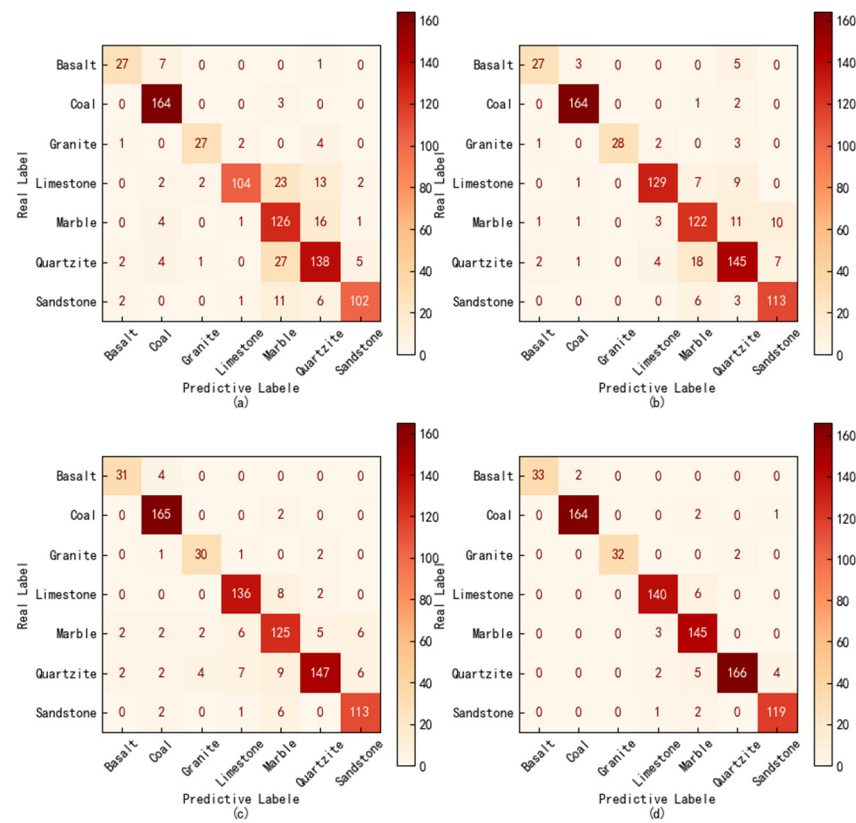 160
140
120
100
80
60
40
20
0
Real Label
Basalt 27 7 0 0 0 1 0
Coal 0 164 0 0 3 0 0
Granite 1 0 27 2 0 4 0
Limestone 0 2 2 104 23 13 2
Marble 0 4 0 1 126 16 1
Quartzite 2 4 1 0 27 138 5
Sandstone 2 0 0 1 11 6 102
Basalt Coal Granite Limestone Marble Quartzite Sandstone
Predictive Labele
(a)
160
140
120
100
80
60
40
20
0
Real Label
Basalt 27 3 0 0 0 5 0
Coal 0 164 0 0 1 2 0
Granite 1 0 28 2 0 3 0
Limestone 0 1 0 129 7 9 0
Marble 1 1 0 3 122 11 10
Quartzite 2 1 0 4 18 145 7
Sandstone 0 0 0 0 6 3 113
Basalt Coal Granite Limestone Marble Quartzite Sandstone
Predictive Labele
(b)
160
140
120
100
80
60
40
20
0
Real Label
Basalt 31 4 0 0 0 0 0
Coal 0 165 0 0 2 0 0
Granite 0 1 30 1 0 2 0
Limestone 0 0 0 136 8 2 0
Marble 2 2 2 6 125 5 6
Quartzite 2 2 4 7 9 147 6
Sandstone 0 2 0 1 6 0 113
Basalt Coal Granite Limestone Marble Quartzite Sandstone
Predictive Labele
(c)
160
140
120
100
80
60
40
20
0
Real Label
Basalt 33 2 0 0 0 0 0
Coal 0 164 0 0 2 0 1
Granite 0 0 32 0 0 2 0
Limestone 0 0 0 140 6 0 0
Marble 0 0 0 3 145 0 0
Quartzite 0 0 0 2 5 166 4
Sandstone 0 0 0 1 2 0 119
Basalt Coal Granite Limestone Marble Quartzite Sandstone
Predictive Labele
(d)